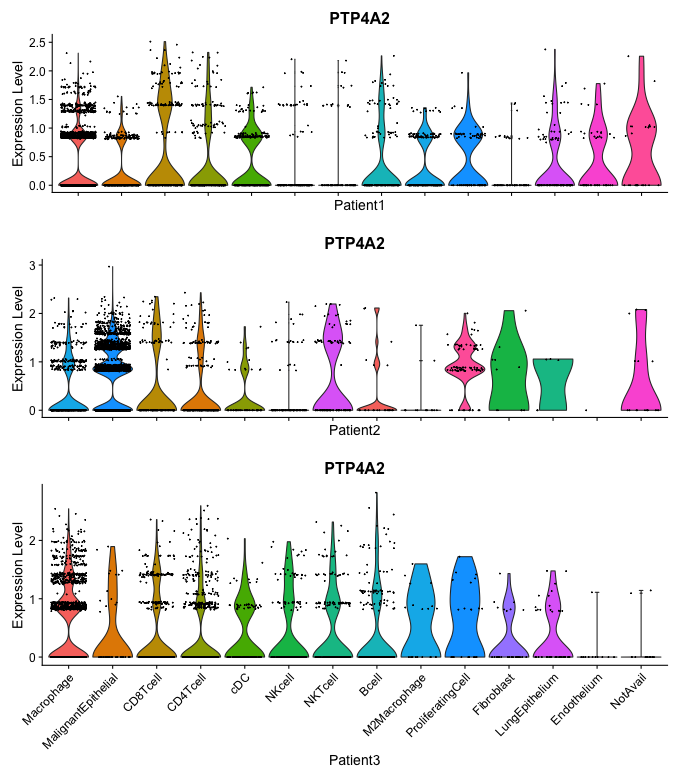 PTP4A2
Expression Level
2.5
2.0
1.5
1.0
0.5
0.0
Patient1
PTP4A2
Expression Level
3
2
1
0
Patient2
PTP4A2
Expression Level
2
1
0
Macrophage
MalignantEpithelial
CD8Tcell
CD4Tcell
cDC
NKcell
NKTcell
Bcell
M2Macrophage
ProliferatingCell
Fibroblast
LungEpithelium
Endothelium
NotAvail
Patient3